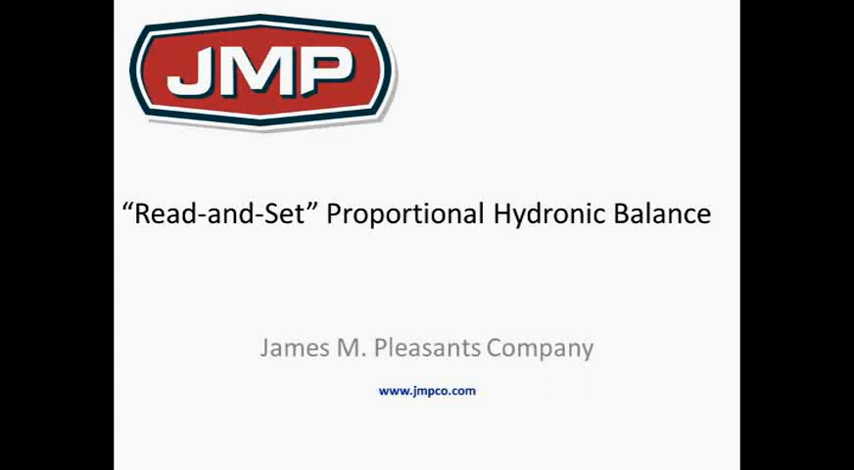 JMP
“Read-and-Set” Proportional Hydronic Balance
James M. Pleasants Company
www.jmpco.com